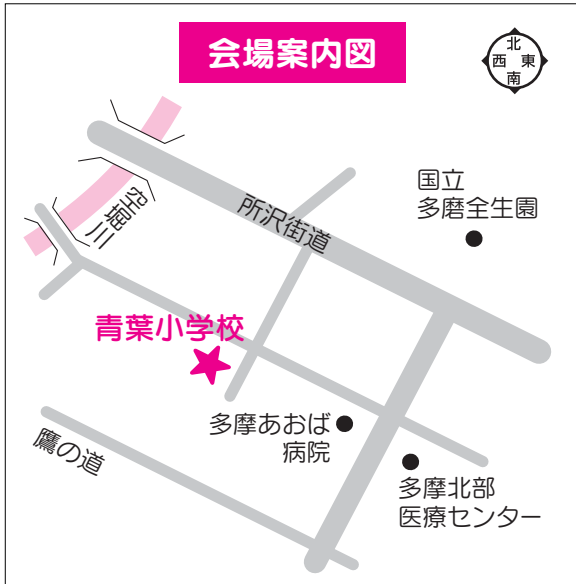 会場案内図
北
西 東
南
国立
多磨全生園
所沢街道
空堀川
青葉小学校
多摩あおば
病院
鷹の道
多摩北部
医療センター